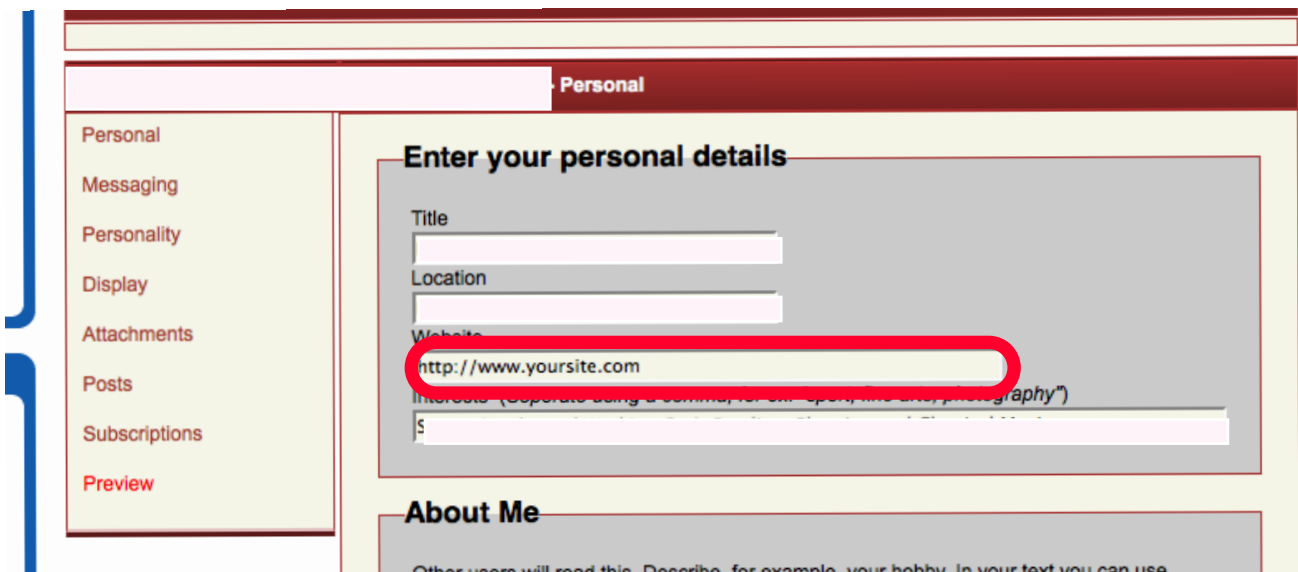 - Personal
Personal
Messaging
Personality
Display
Attachments
Posts
Subscriptions
Preview
Enter your personal details
Title
Location
Website
http://www.yoursite.com
Interests (Seperate using a comma, for ex. "sport, fine arts, photography")
About Me
Other users will read this. Describe, for example, your hobby. In your text you can use